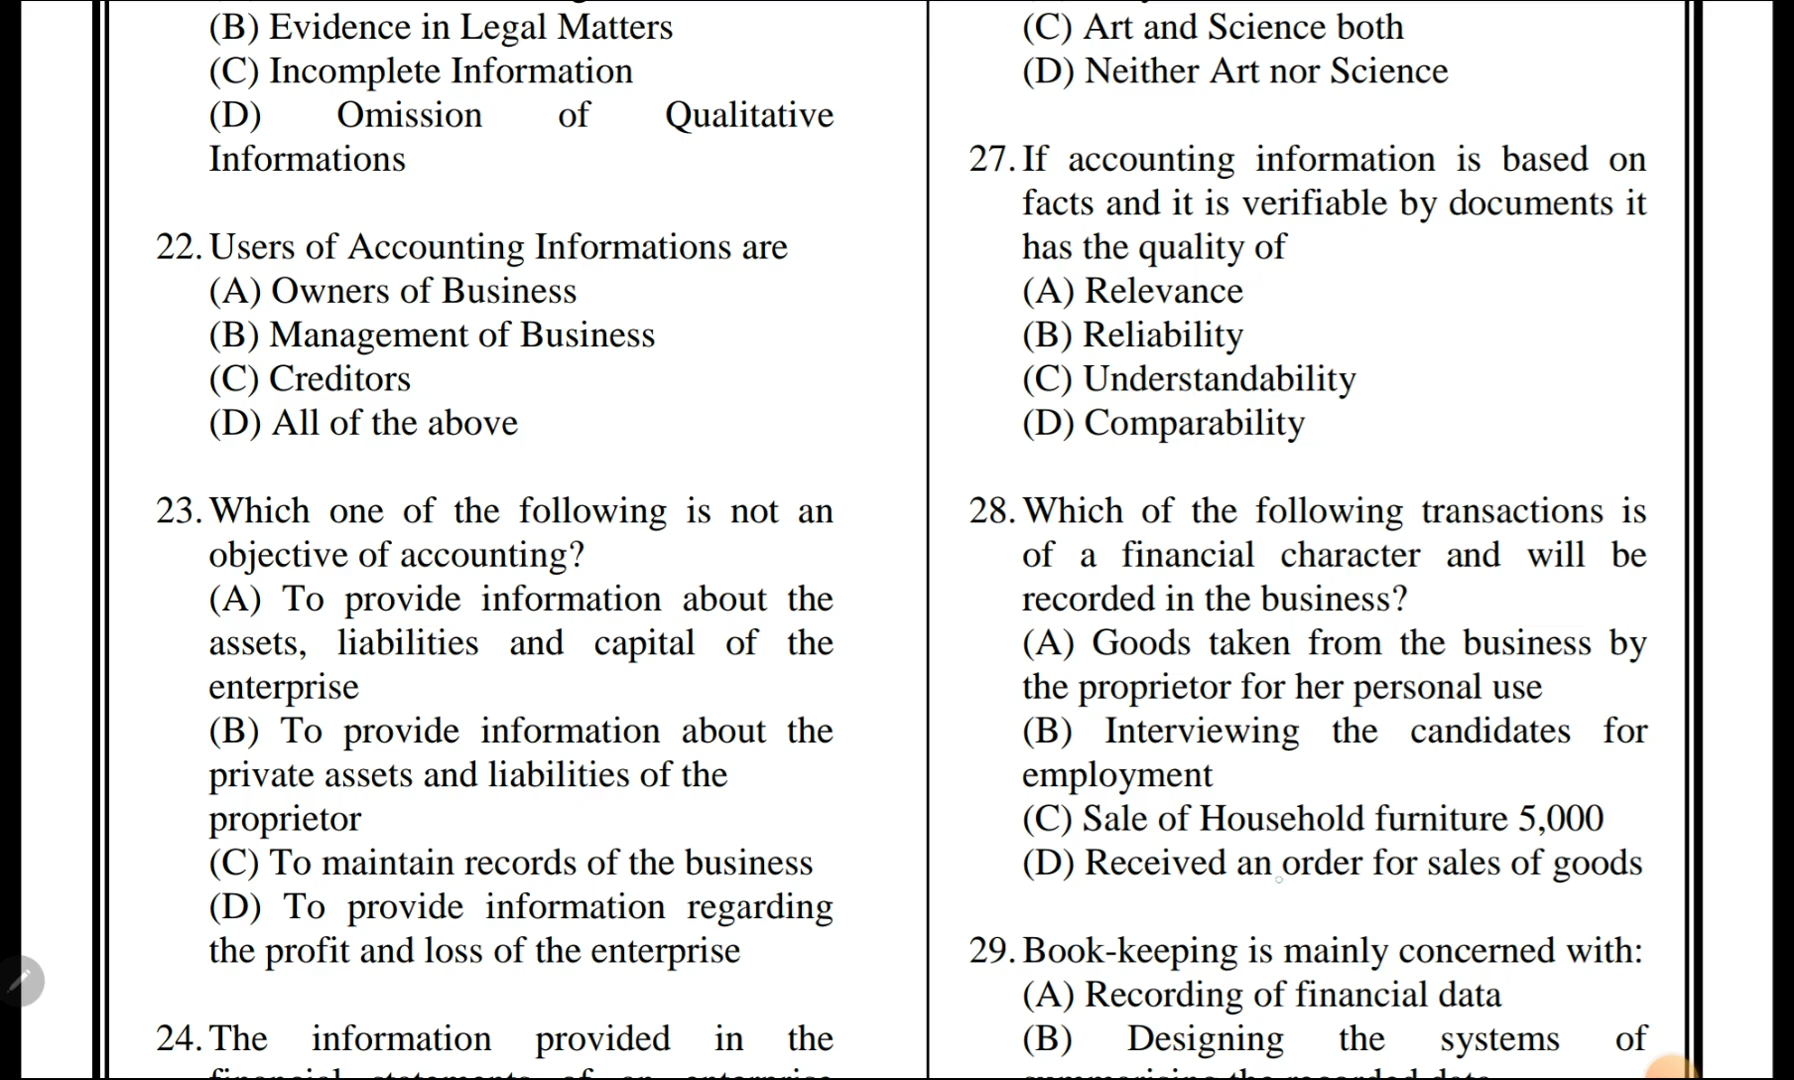 (B) Evidence in Legal Matters
(C) Incomplete Information
(D) Omission of Qualitative
Informations
22. Users of Accounting Informations are
(A) Owners of Business
(B) Management of Business
(C) Creditors
(D) All of the above
23. Which one of the following is not an
objective of accounting?
(A) To provide information about the
assets, liabilities and capital of the
enterprise
(B) To provide information about the
private assets and liabilities of the
proprietor
(C) To maintain records of the business
(D) To provide information regarding
the profit and loss of the enterprise
24. The information provided in the
(C) Art and Science both
(D) Neither Art nor Science
27. If accounting information is based on
facts and it is verifiable by documents it
has the quality of
(A) Relevance
(B) Reliability
(C) Understandability
(D) Comparability
28. Which of the following transactions is
of a financial character and will be
recorded in the business?
(A) Goods taken from the business by
the proprietor for her personal use
(B) Interviewing the candidates for
employment
(C) Sale of Household furniture 5,000
(D) Received an order for sales of goods
29. Book-keeping is mainly concerned with:
(A) Recording of financial data
(B) Designing the systems of